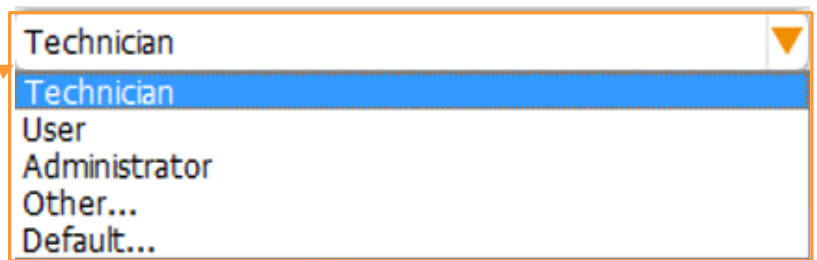 Technician
Technician
User
Administrator
Other...
Default...